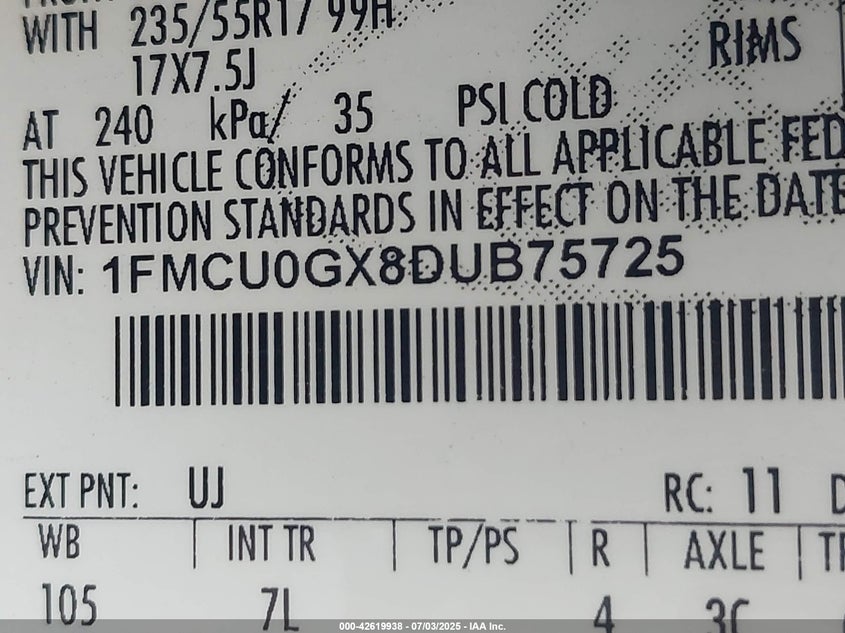 WITH 235/55R17 99H RIMS
17X7.5J
AT 240 kPa/ 35 PSI COLD
THIS VEHICLE CONFORMS TO ALL APPLICABLE FED
PREVENTION STANDARDS IN EFFECT ON THE DATE
VIN: 1FMCU0GX8DUB75725
EXT PNT: UJ RC: 11 D
WB INT TR TP/PS R AXLE
105 7L 4 3C
000-42619938 - 07/03/2025 - IAA Inc.